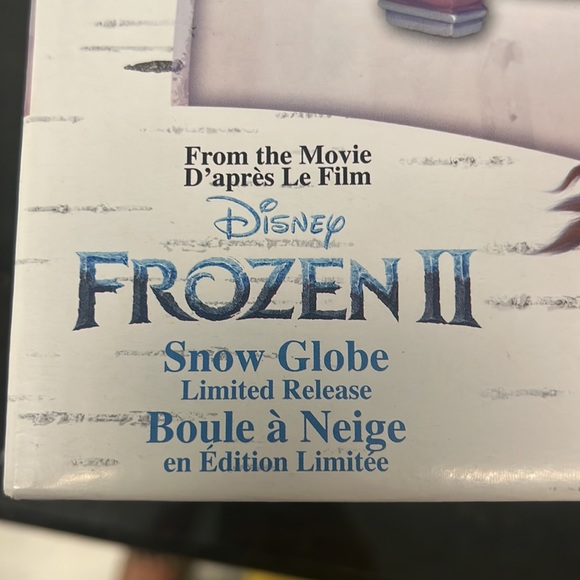 From the Movie
D'après Le Film
Disney
FROZEN II
Snow Globe
Limited Release
Boule à Neige
en Édition Limitée